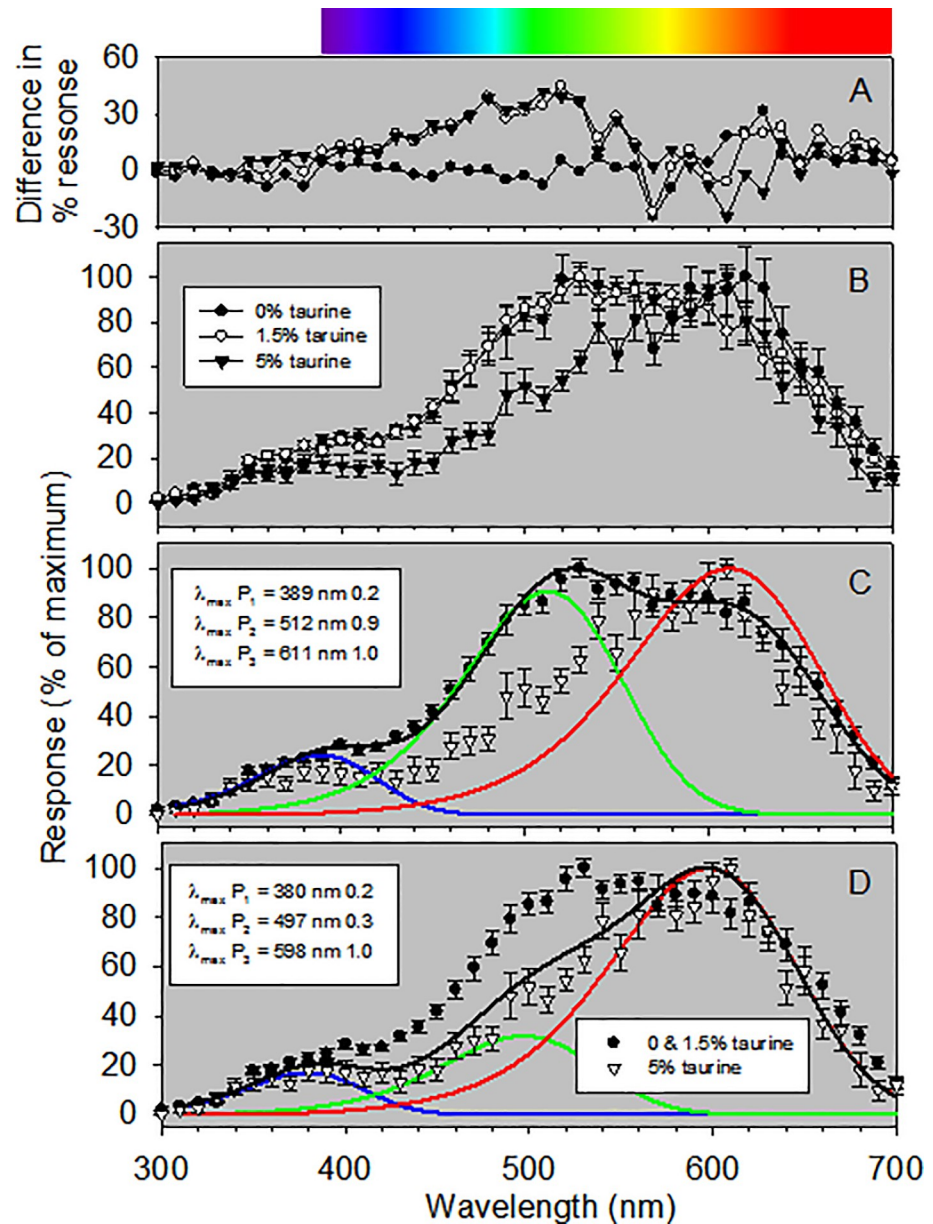 60
30
0
-30
Difference in
% response
A
B
100
80
60
40
20
0
0% taurine
1.5% taruine
5% taurine
Response (% of maximum)
C
100
80
60
40
20
0
λmax P1 = 389 nm 0.2
λmax P2 = 512 nm 0.9
λmax P3 = 611 nm 1.0
D
100
80
60
40
20
0
λmax P1 = 380 nm 0.2
λmax P2 = 497 nm 0.3
λmax P3 = 598 nm 1.0
0 & 1.5% taurine
5% taurine
300 400 500 600 700
Wavelength (nm)